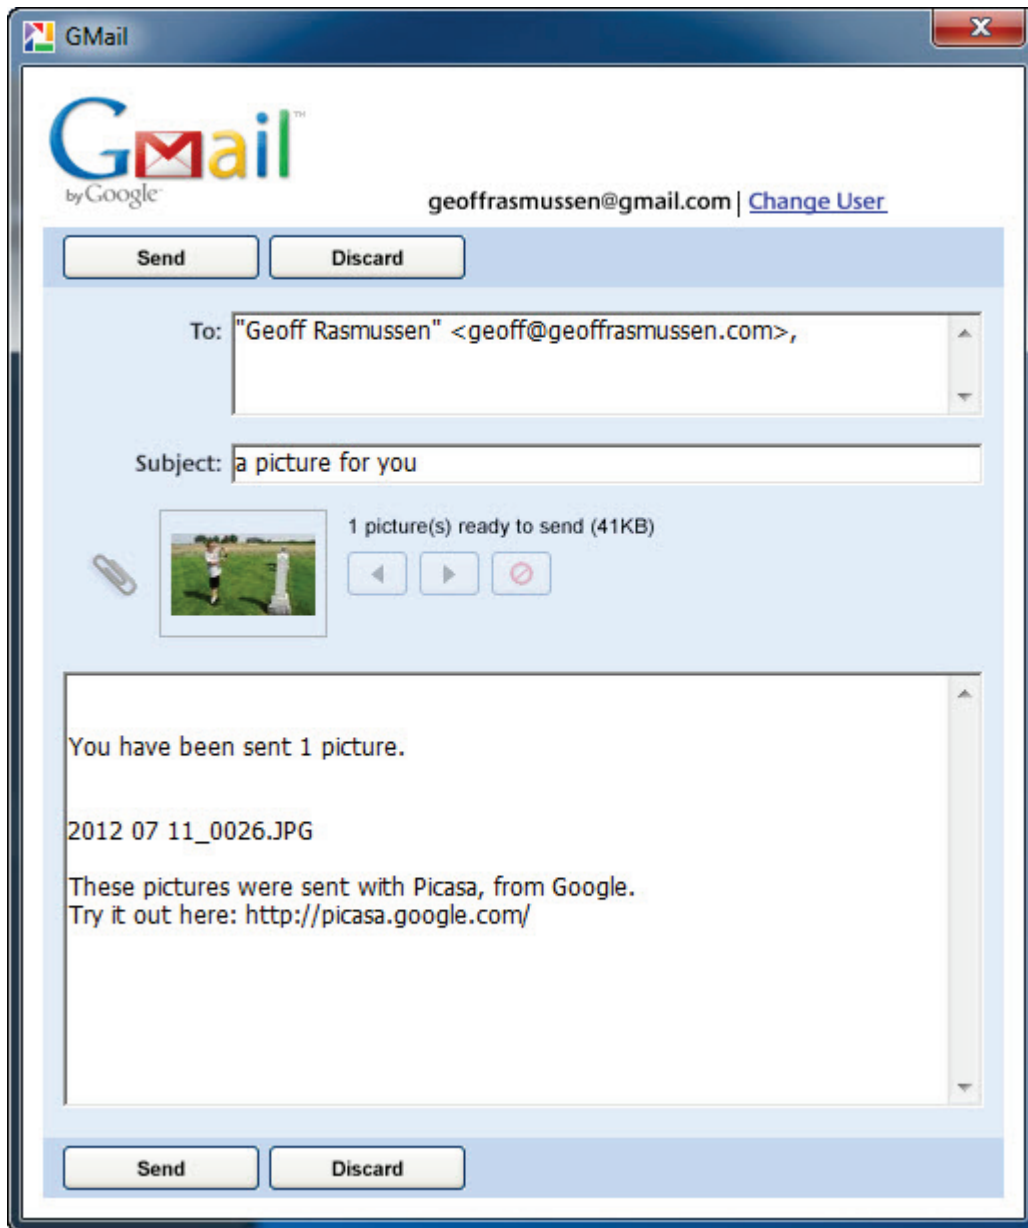 GMail
GMail™
by Google
geoffrasmussen@gmail.com | Change User
Send Discard
To: "Geoff Rasmussen" <geoff@geoffrasmussen.com>,
Subject: a picture for you
1 picture(s) ready to send (41KB)
You have been sent 1 picture.
2012 07 11_0026.JPG
These pictures were sent with Picasa, from Google.
Try it out here: http://picasa.google.com/
Send Discard